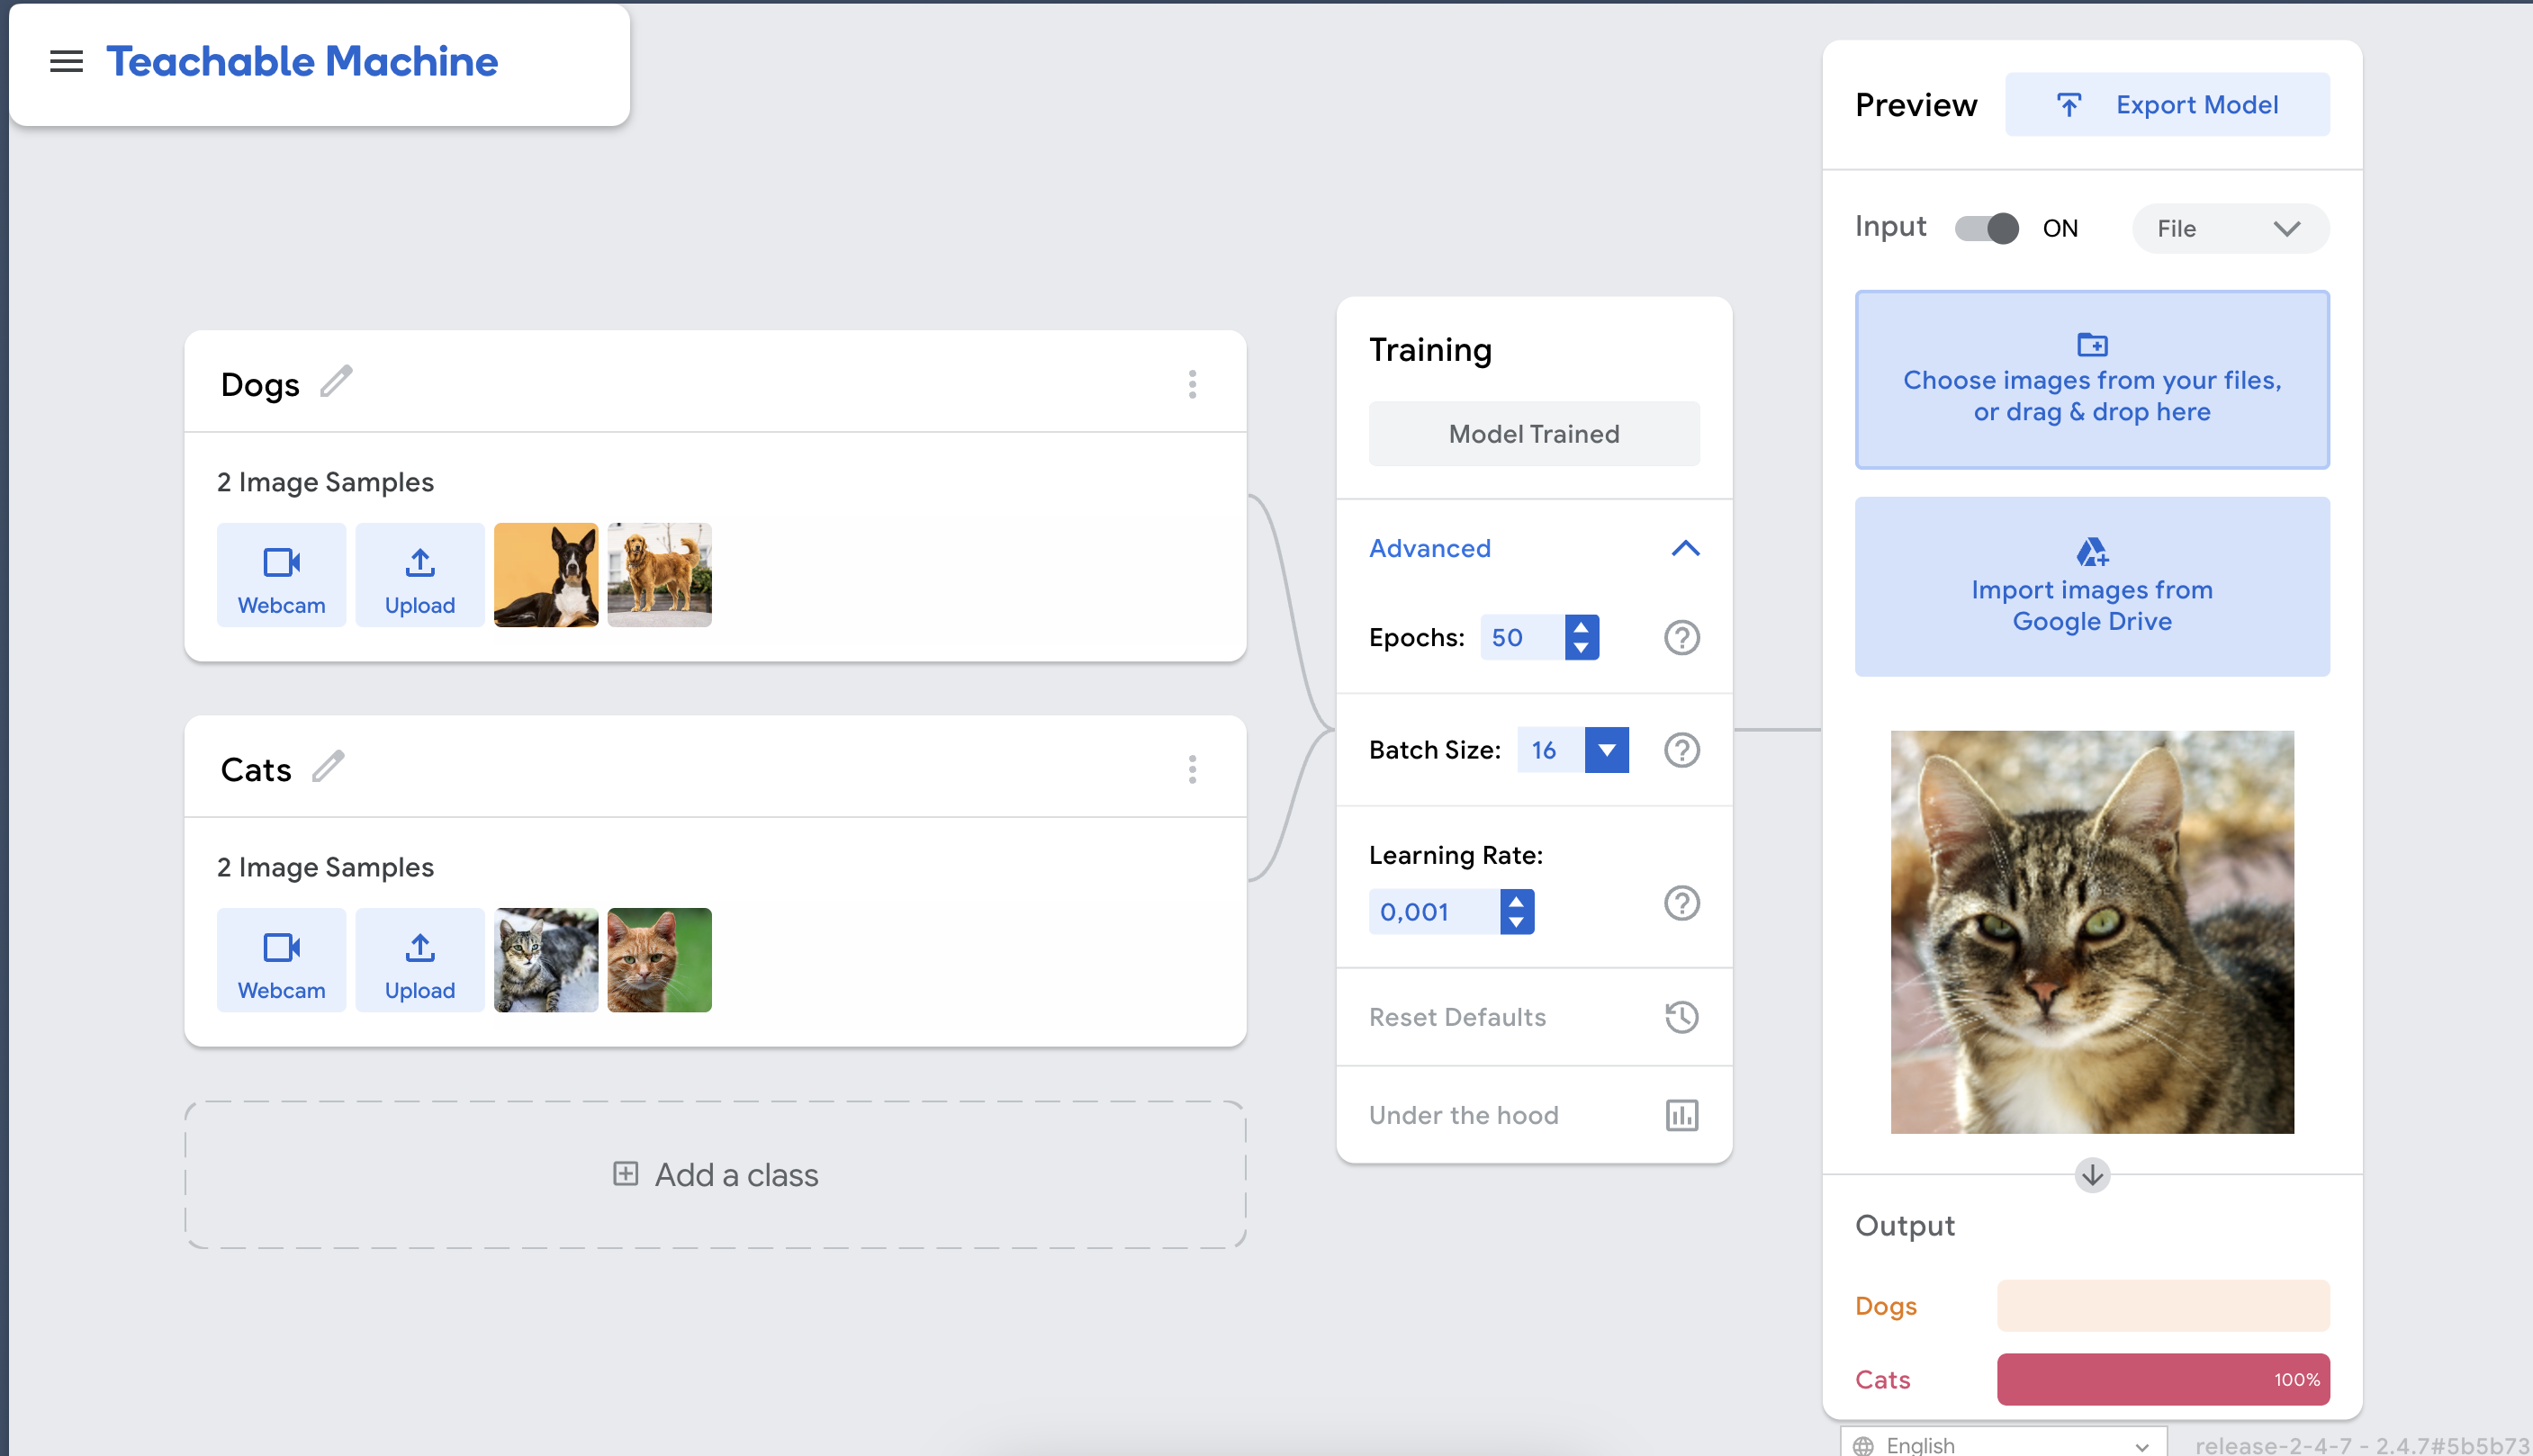 Teachable Machine
Dogs
2 Image Samples
Webcam
Upload
Cats
2 Image Samples
Webcam
Upload
Add a class
Training
Model Trained
Advanced
Epochs: 50
Batch Size: 16
Learning Rate:
0,001
Reset Defaults
Under the hood
Preview
Export Model
Input ON File
Choose images from your files,
or drag & drop here
Import images from
Google Drive
Output
Dogs
Cats 100%
English
release-2-4-7 - 2.4.7#5b5b73